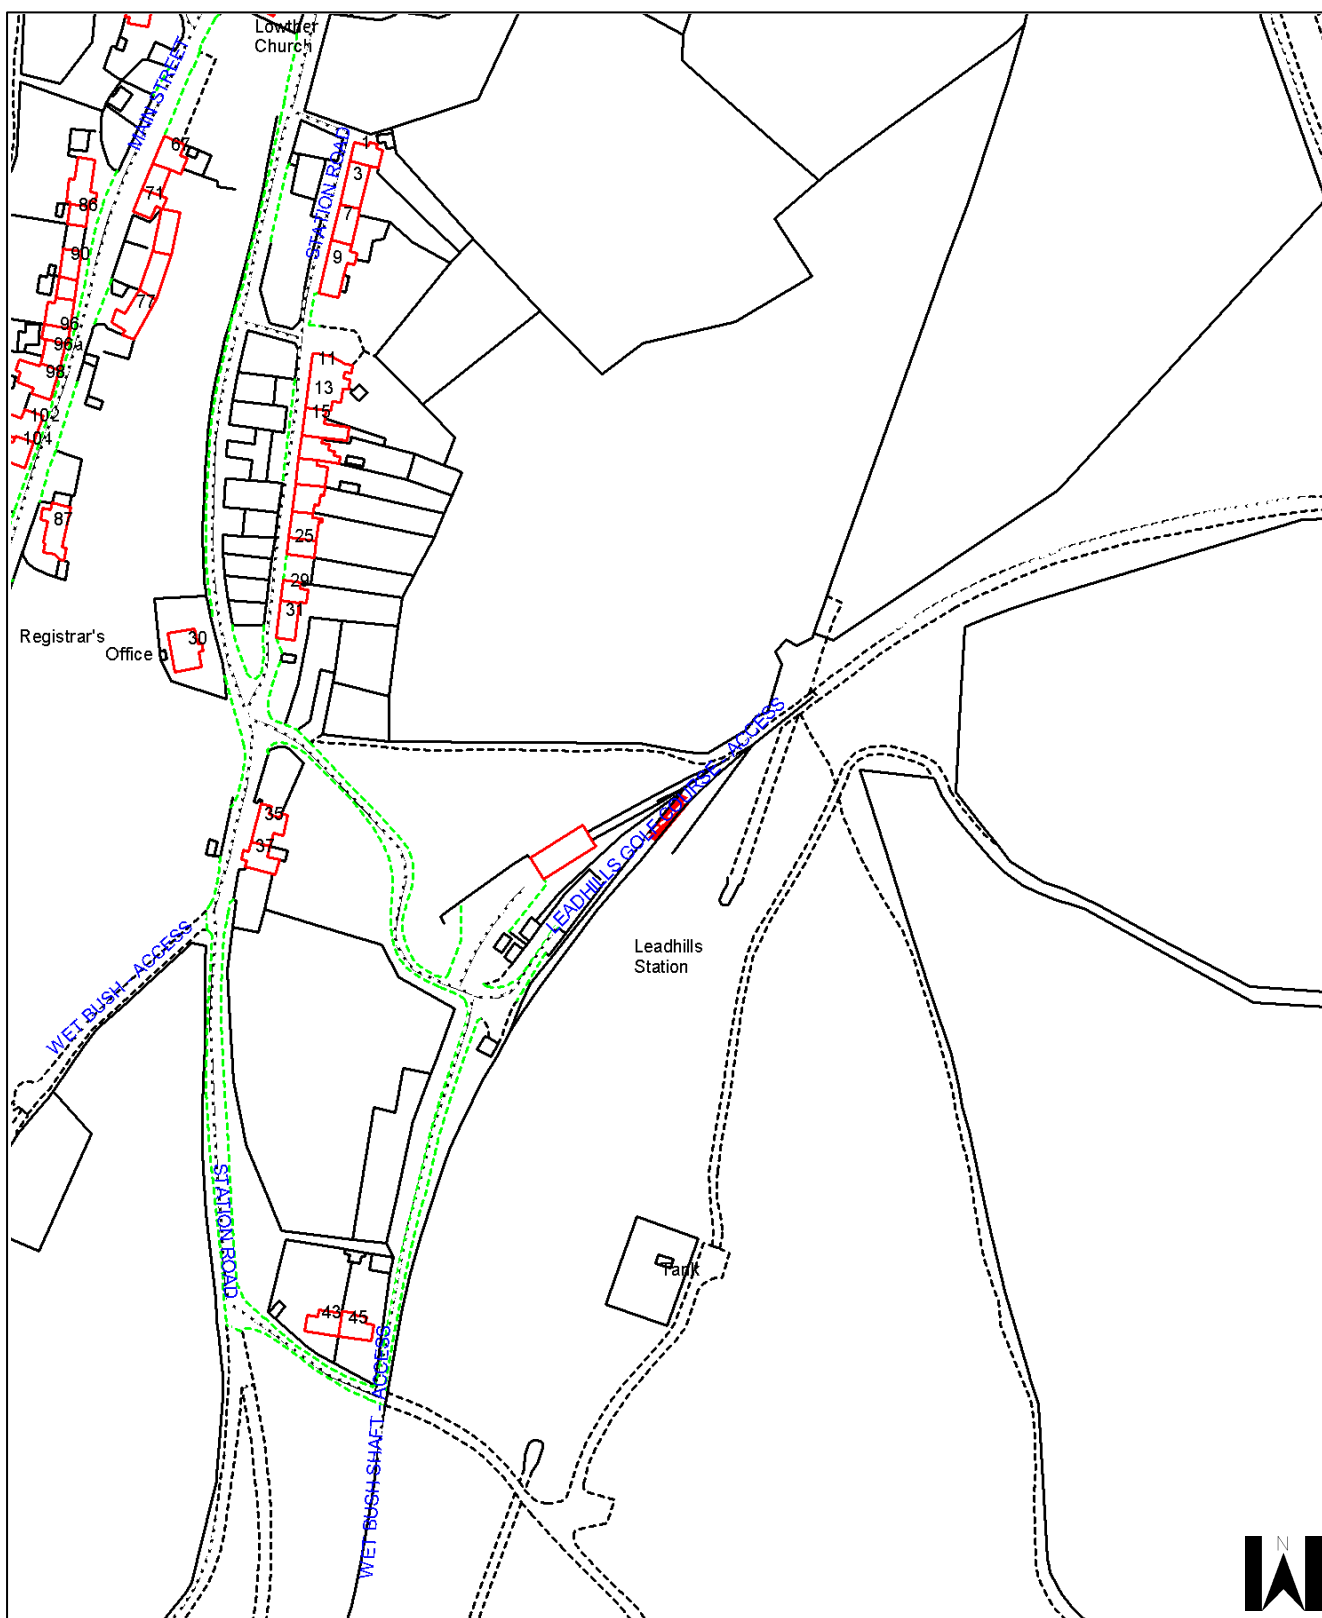 Lowther
Church
MAIN STREET
67
STATION ROAD
1
3
71
86
7
90
9
77
96
96a
98
11
13
15
102
104
87
25
29
31
30
Registrar's
Office
LEADHILLS GOLF COURSE - ACCESS
35
37
WET BUSH - ACCESS
Leadhills
Station
STATION ROAD
Tank
43
45
WET BUSH SHAFT - ACCESS
N